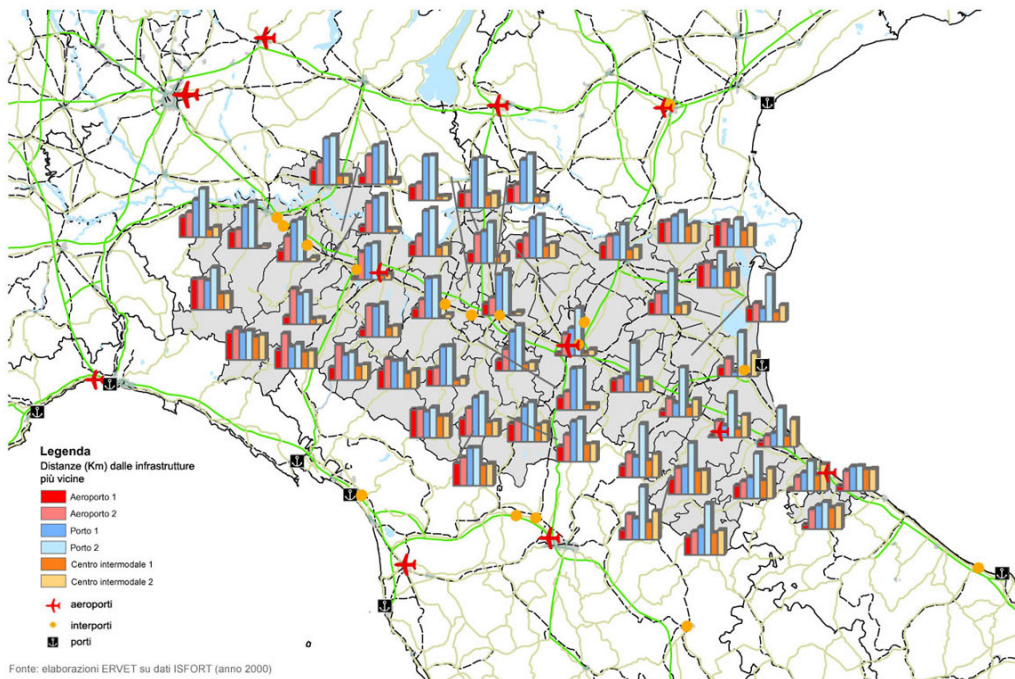 Legenda
Distanze (Km) dalle infrastrutture
più vicine
Aeroporto 1
Aeroporto 2
Porto 1
Porto 2
Centro intermodale 1
Centro intermodale 2
aeroporti
interporti
porti
Fonte: elaborazioni ERVET su dati ISFORT (anno 2000)